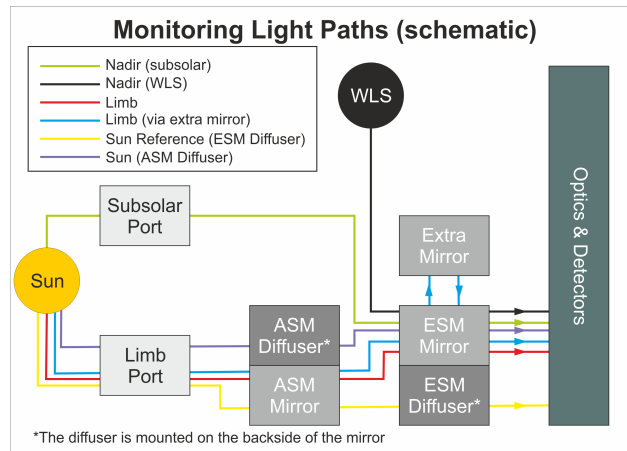 Monitoring Light Paths (schematic)
Nadir (subsolar)
Nadir (WLS)
Limb
Limb (via extra mirror)
Sun Reference (ESM Diffuser)
Sun (ASM Diffuser)
WLS
Optics & Detectors
Subsolar
Port
Extra
Mirror
Sun
Limb
Port
ASM
Diffuser*
ASM
Mirror
ESM
Mirror
ESM
Diffuser*
*The diffuser is mounted on the backside of the mirror